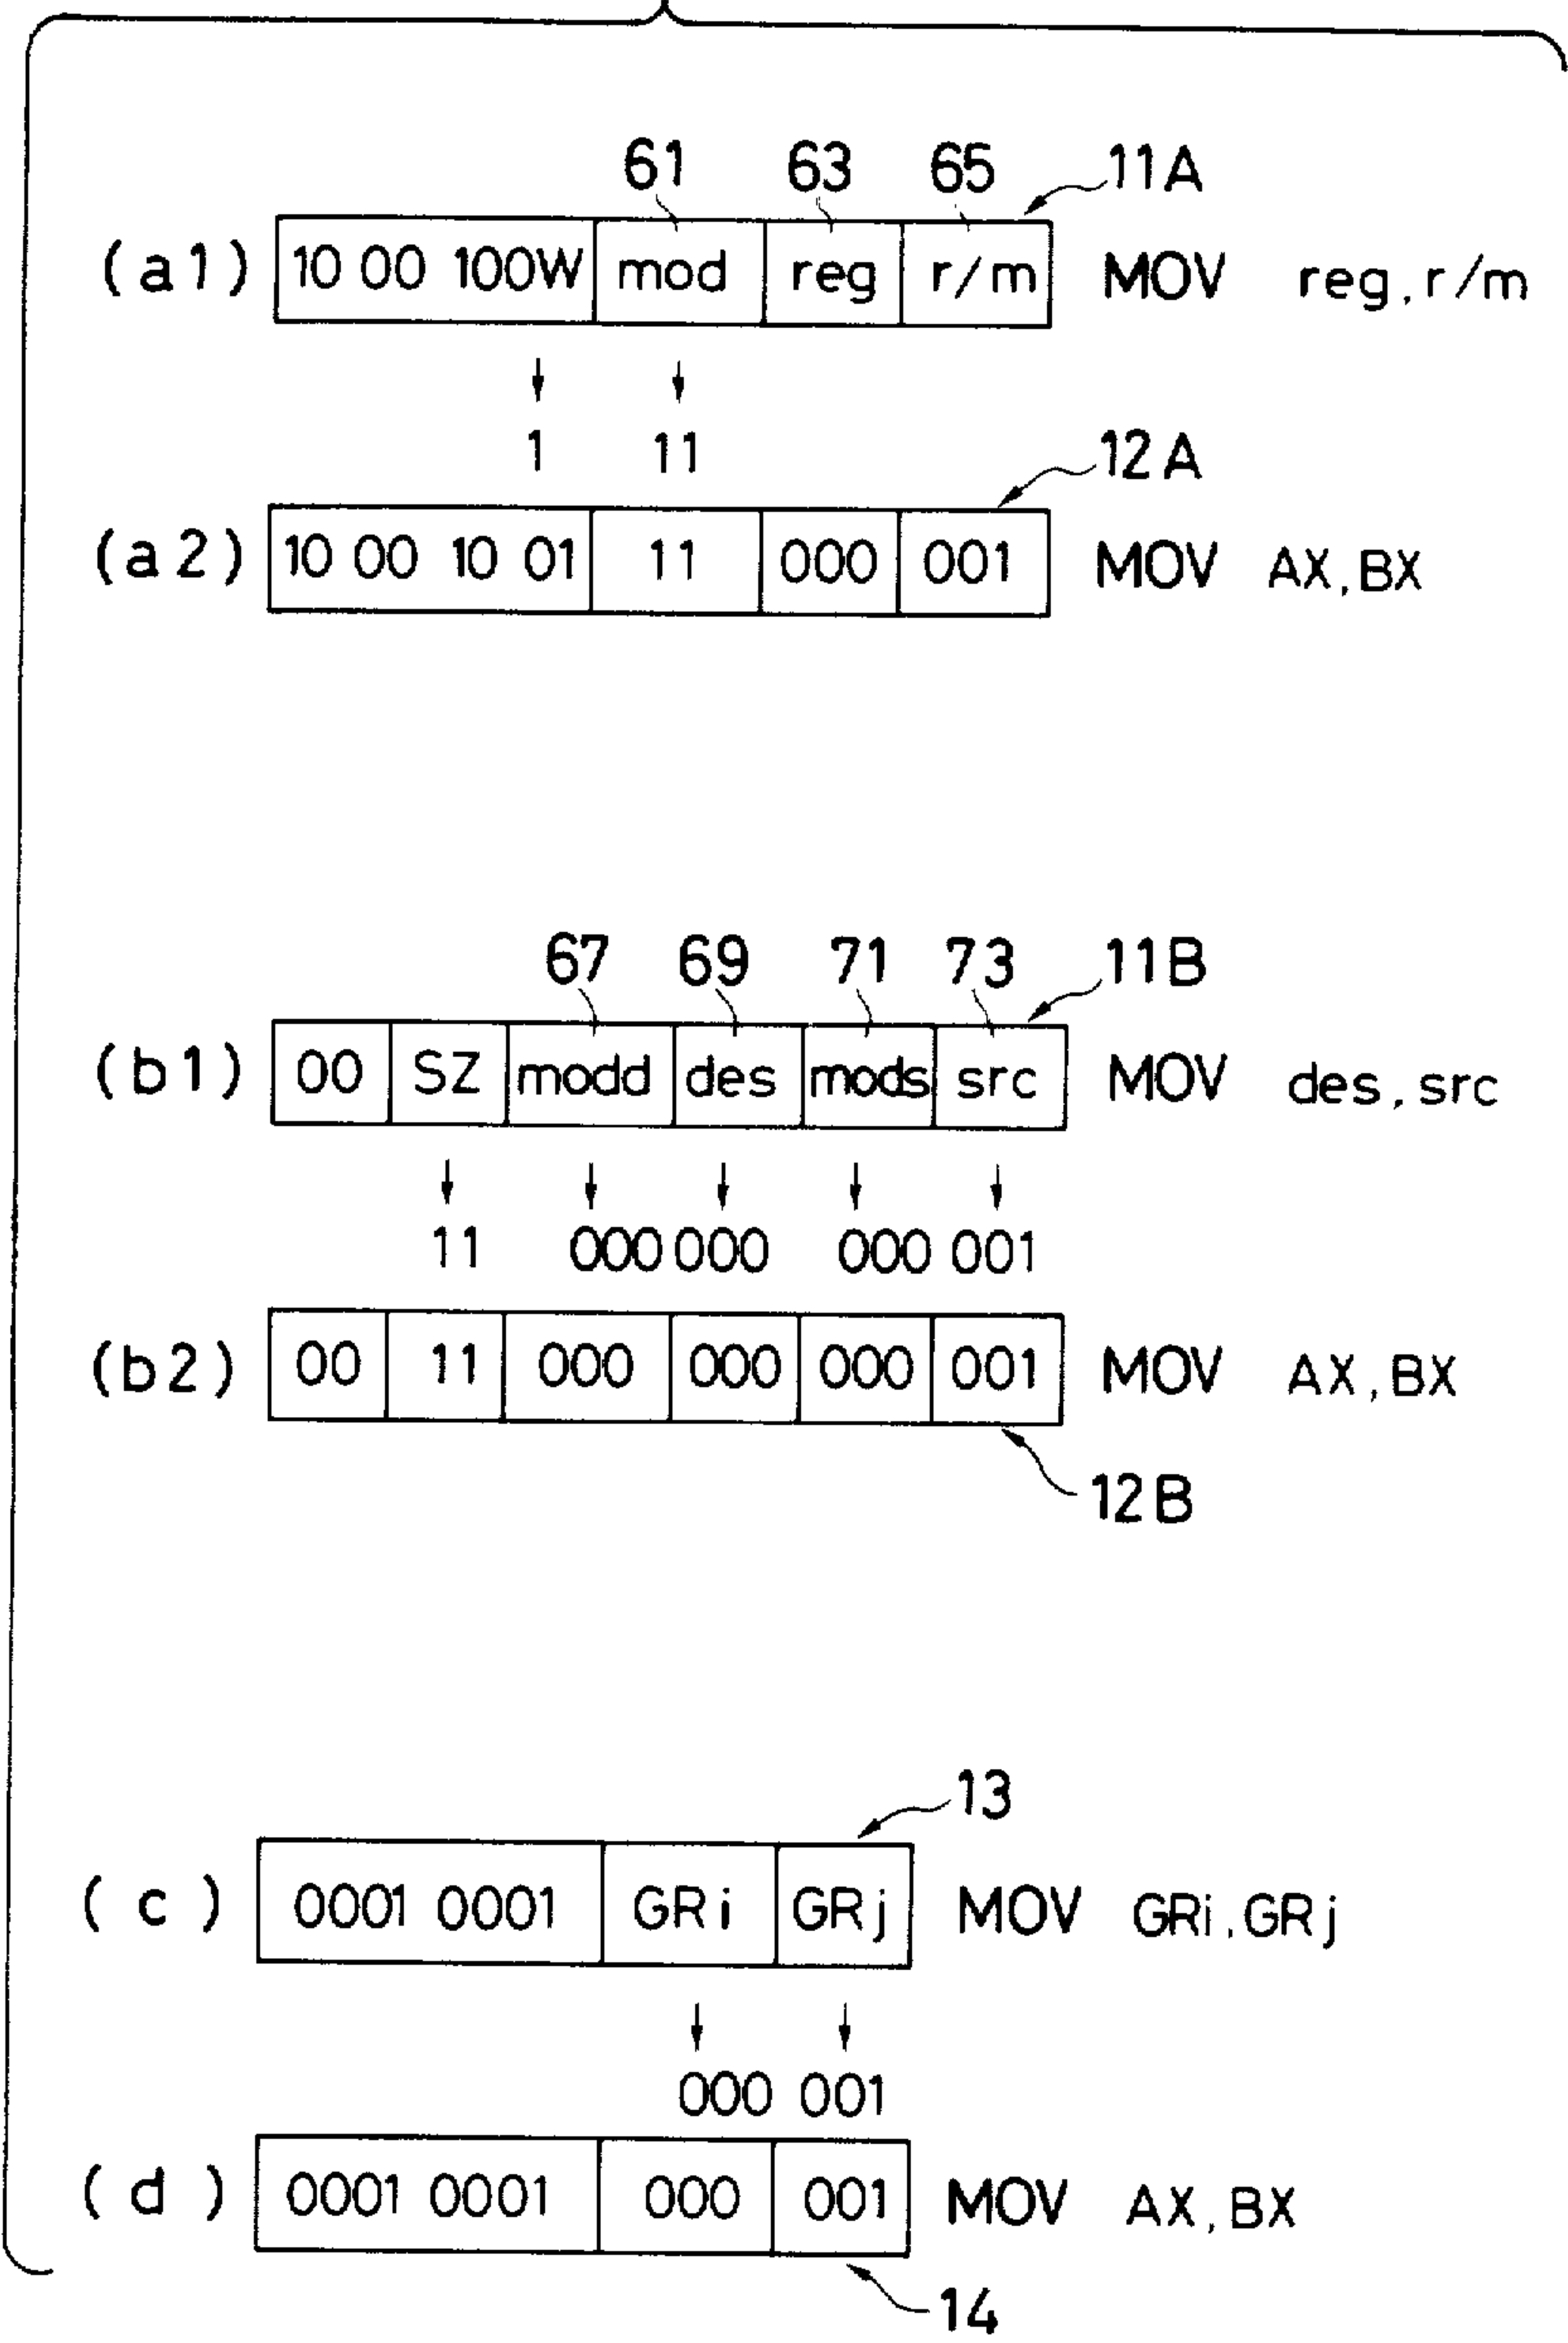 61 63 65 11A
(a1) 10 00 100W mod reg r/m MOV reg,r/m
1 11 12A
(a2) 10 00 10 01 11 000 001 MOV AX,BX
67 69 71 73 11B
(b1) 00 SZ modd des mods src MOV des,src
11 000 000 000 001
(b2) 00 11 000 000 000 001 MOV AX,BX
12B
13
(c) 0001 0001 GRi GRj MOV GRi,GRj
000 001
(d) 0001 0001 000 001 MOV AX,BX
14